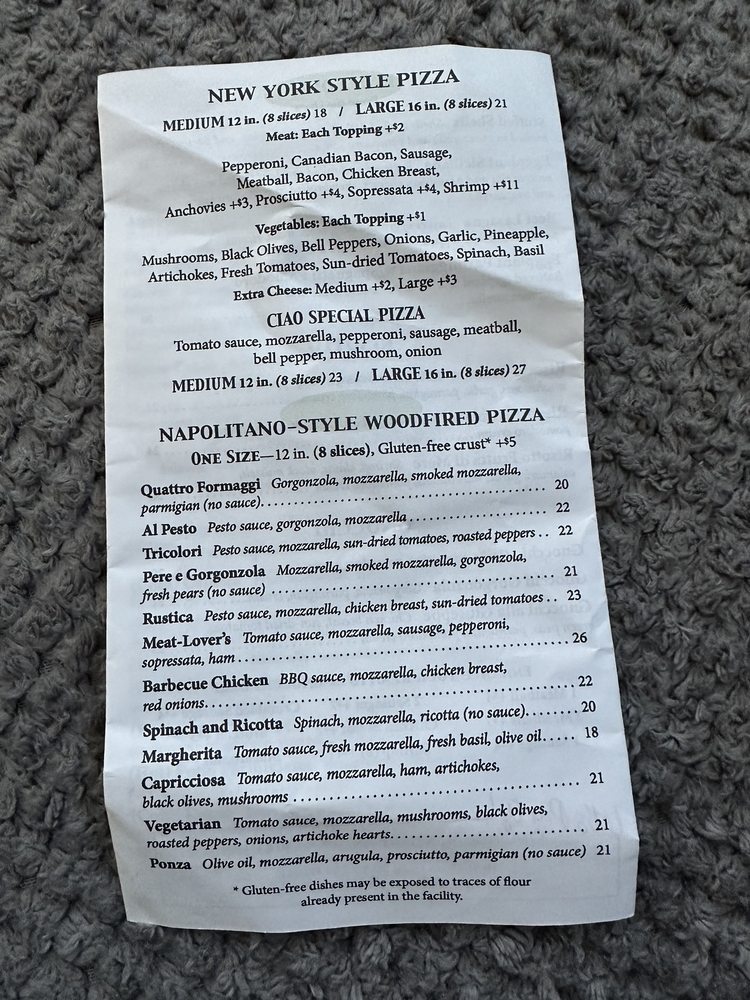 NEW YORK STYLE PIZZA
MEDIUM 12 in. (8 slices) 18 / LARGE 16 in. (8 slices) 21
Meat: Each Topping +$2
Pepperoni, Canadian Bacon, Sausage,
Meatball, Bacon, Chicken Breast,
Anchovies +$3, Prosciutto +$4, Sopressata +$4, Shrimp +$11
Vegetables: Each Topping +$1
Mushrooms, Black Olives, Bell Peppers, Onions, Garlic, Pineapple,
Artichokes, Fresh Tomatoes, Sun-dried Tomatoes, Spinach, Basil
Extra Cheese: Medium +$2, Large +$3
CIAO SPECIAL PIZZA
Tomato sauce, mozzarella, pepperoni, sausage, meatball,
bell pepper, mushroom, onion
MEDIUM 12 in. (8 slices) 23 / LARGE 16 in. (8 slices) 27
NAPOLITANO-STYLE WOODFIRED PIZZA
ONE SIZE—12 in. (8 slices), Gluten-free crust* +$5
Quattro Formaggi Gorgonzola, mozzarella, smoked mozzarella,
parmigian (no sauce)........ 20
Al Pesto Pesto sauce, gorgonzola, mozzarella........ 22
Tricolori Pesto sauce, mozzarella, sun-dried tomatoes, roasted peppers.. 22
Pere e Gorgonzola Mozzarella, smoked mozzarella, gorgonzola,
fresh pears (no sauce)........ 21
Rustica Pesto sauce, mozzarella, chicken breast, sun-dried tomatoes.. 23
Meat-Lover's Tomato sauce, mozzarella, sausage, pepperoni,
sopressata, ham........ 26
Barbecue Chicken BBQ sauce, mozzarella, chicken breast,
red onions........ 22
Spinach and Ricotta Spinach, mozzarella, ricotta (no sauce)........ 20
Margherita Tomato sauce, fresh mozzarella, fresh basil, olive oil..... 18
Capricciosa Tomato sauce, mozzarella, ham, artichokes,
black olives, mushrooms........ 21
Vegetarian Tomato sauce, mozzarella, mushrooms, black olives,
roasted peppers, onions, artichoke hearts........ 21
Ponza Olive oil, mozzarella, arugula, prosciutto, parmigian (no sauce) 21
* Gluten-free dishes may be exposed to traces of flour
already present in the facility.